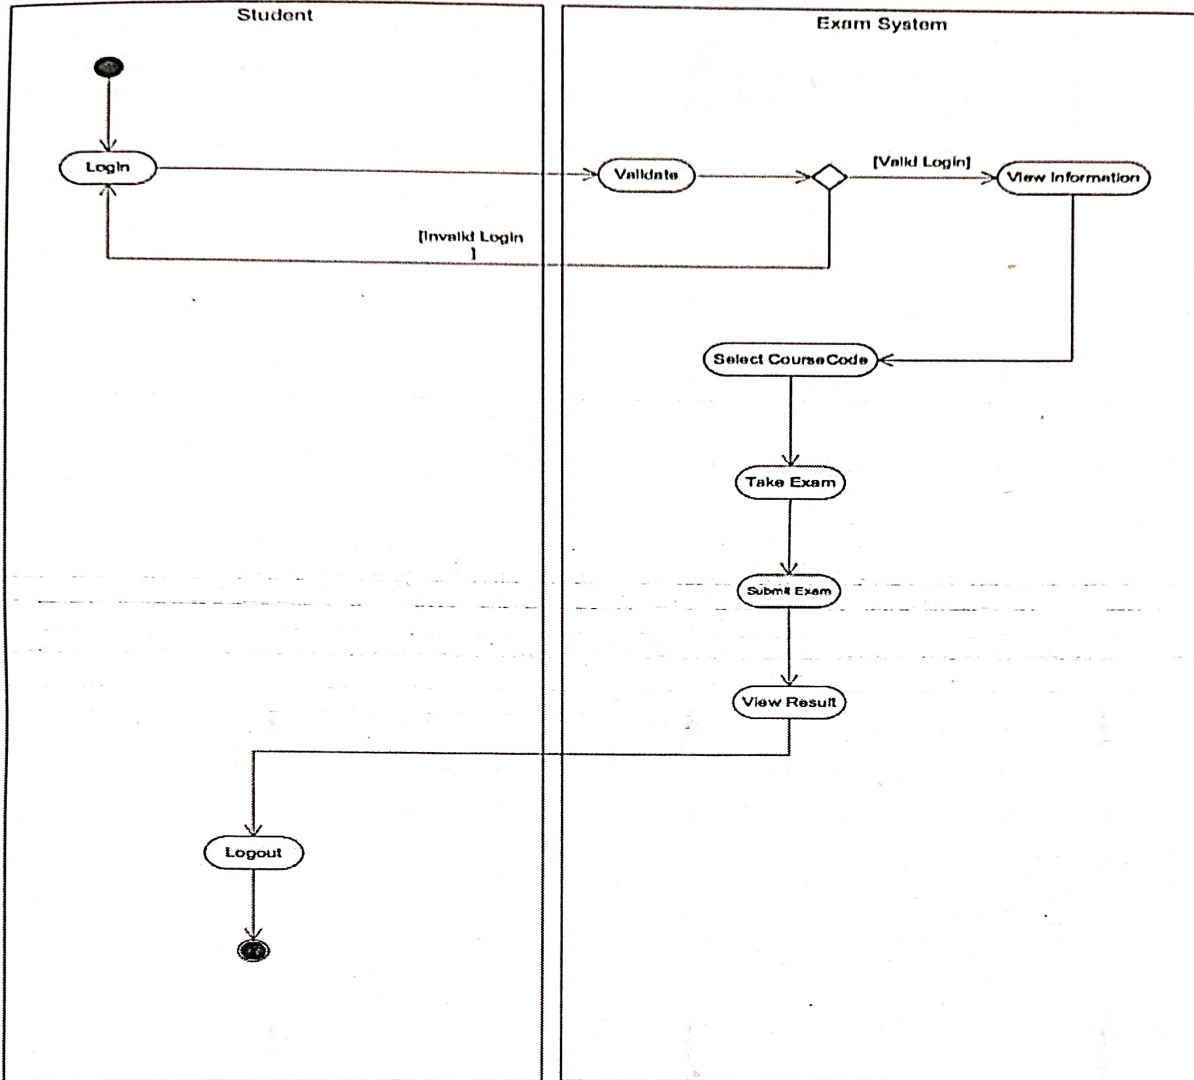 Student
Exam System
Login
Validate
[Valid Login]
View Information
[Invalid Login
]
Select CourseCode
Take Exam
Submit Exam
View Result
Logout